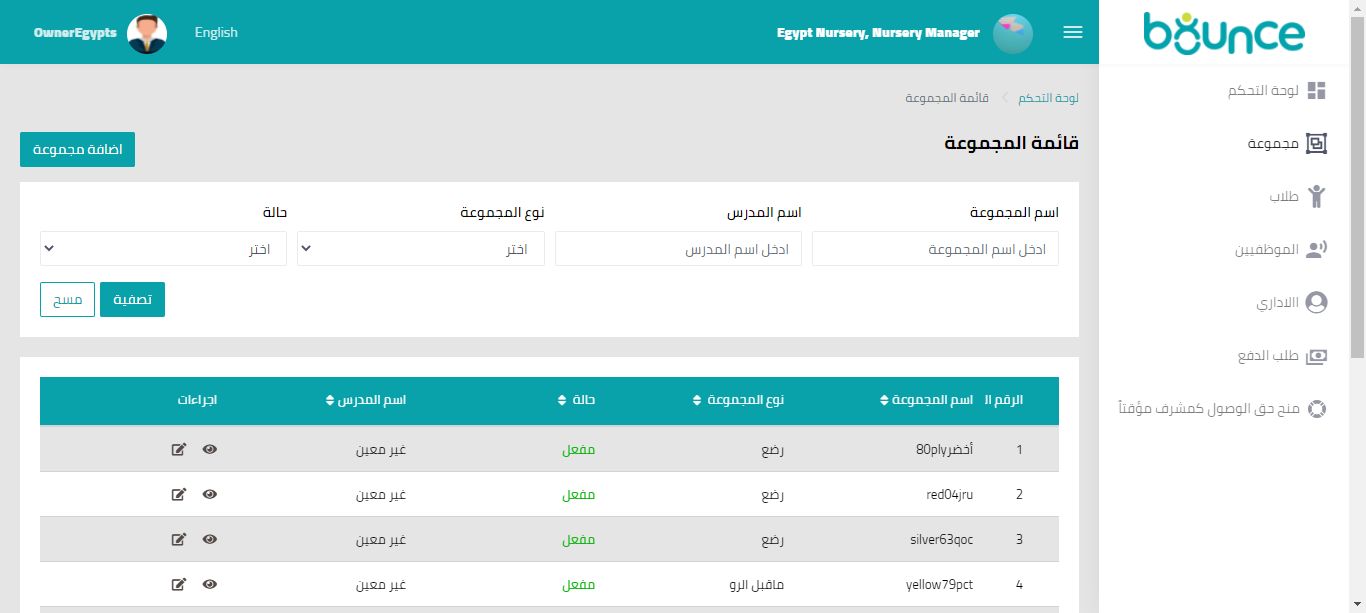 bounce
Egypt Nursery, Nursery Manager
English
OwnerEgypts
لوحة التحكم
مجموعة
طلاب
الموظفيين
االاداري
طلب الدفع
منح حق الوصول كمشرف مؤقتاً
لوحة التحكم
قائمة المجموعة
قائمة المجموعة
اضافة مجموعة
اسم المجموعة
اسم المدرس
نوع المجموعة
حالة
ادخل اسم المجموعة
ادخل اسم المدرس
اختر
اختر
تصفية
مسح
الرقم ال اسم المجموعة نوع المجموعة حالة اسم المدرس اجراءات
1 أخضر80ply رضع مفعل غير معين
2 red04jru رضع مفعل غير معين
3 silver63qoc رضع مفعل غير معين
4 yellow79pct ماقبل الرو مفعل غير معين